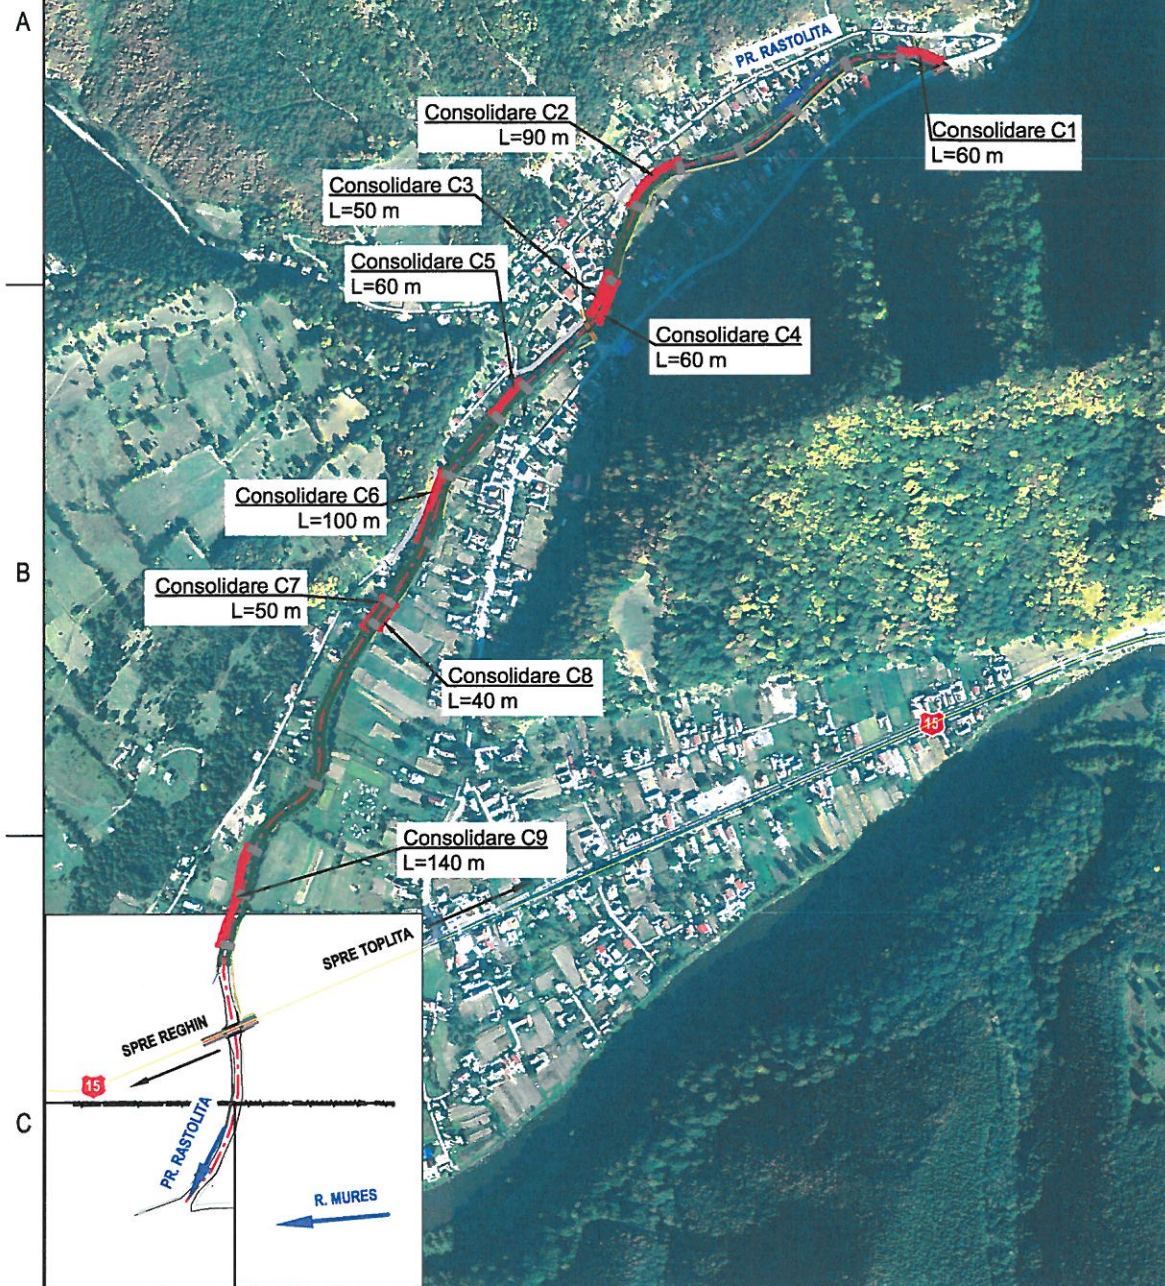 A
PR. RASTOLITA
Consolidare C2
L=90 m
Consolidare C1
L=60 m
Consolidare C3
L=50 m
Consolidare C5
L=60 m
Consolidare C4
L=60 m
Consolidare C6
L=100 m
B
Consolidare C7
L=50 m
Consolidare C8
L=40 m
15
Consolidare C9
L=140 m
SPRE TOPLITA
SPRE REGHIN
15
C
PR. RASTOLITA
R. MURES